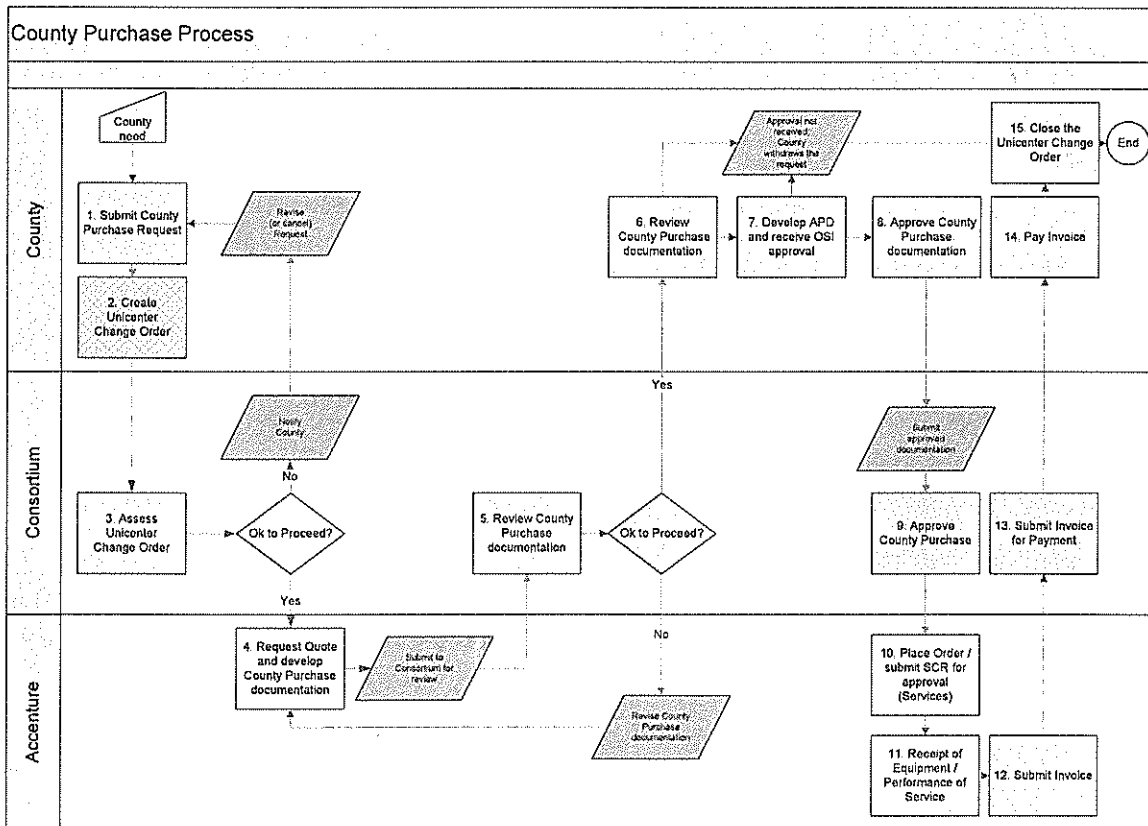 County Purchase Process
County
County
need
1. Submit County
Purchase Request
Revise
(or cancel)
Request
2. Create
Unicenter
Change Order
Approval not
received,
County
withdraws the
request
15. Close the
Unicenter Change
Order
End
6. Review
County Purchase
documentation
7. Develop APD
and receive OSI
approval
8. Approve County
Purchase
documentation
14. Pay Invoice
Consortium
Notify
County
No
3. Assess
Unicenter
Change Order
Ok to Proceed?
Yes
5. Review County
Purchase
documentation
Ok to Proceed?
Yes
Submit
approved
documentation
9. Approve
County Purchase
13. Submit Invoice
for Payment
Accenture
4. Request Quote
and develop
County Purchase
documentation
Submit to
Consortium for
review
No
Revise County
Purchase
documentation
10. Place Order /
submit SCR for
approval
(Services)
11. Receipt of
Equipment /
Performance of
Service
12. Submit Invoice